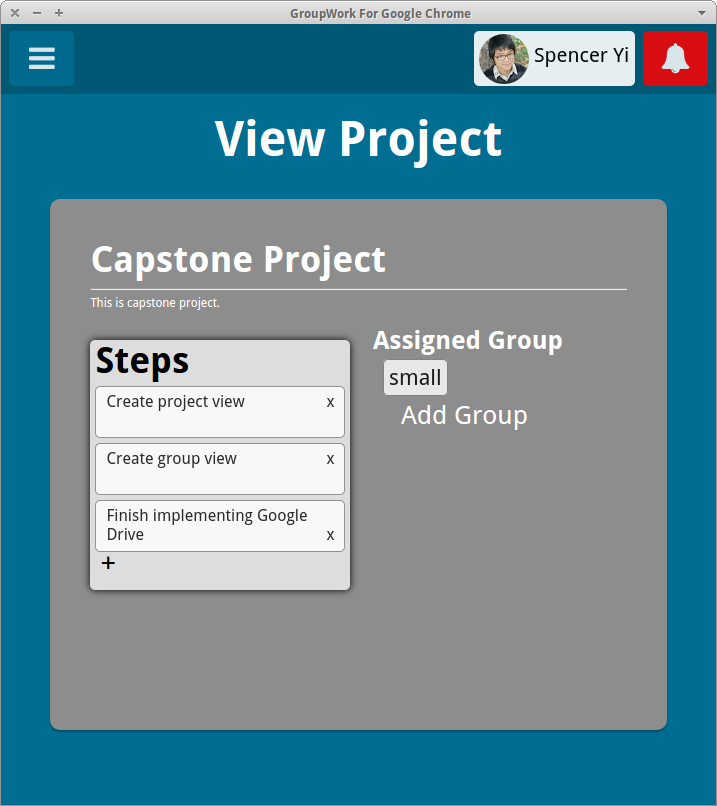 GroupWork For Google Chrome
Spencer Yi
View Project
Capstone Project
This is capstone project.
Steps
Create project view x
Create group view x
Finish implementing Google
Drive x
+
Assigned Group
small
Add Group